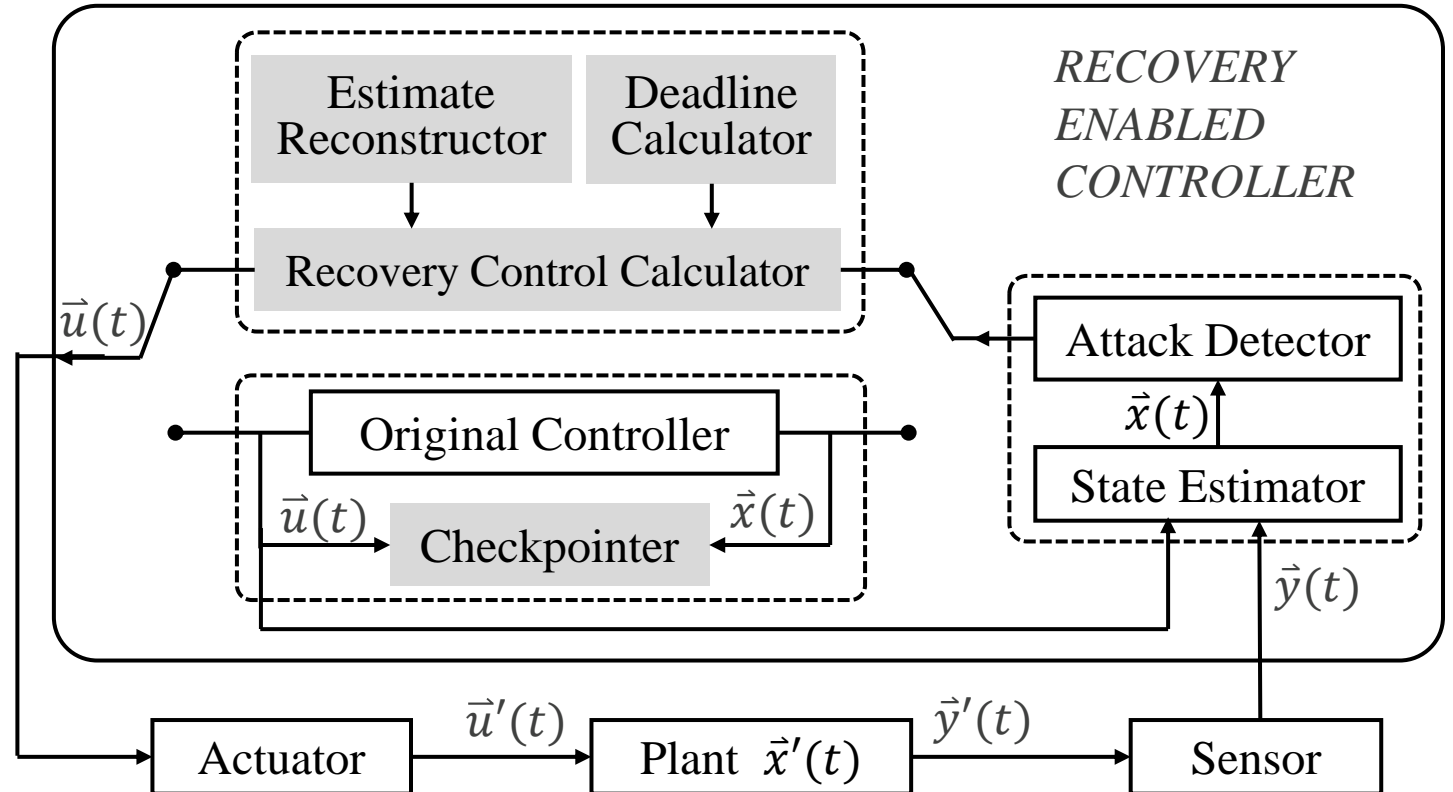 Estimate
Reconstructor
Deadline
Calculator
RECOVERY
ENABLED
CONTROLLER
Recovery Control Calculator
u⃗(t)
Attack Detector
x⃗(t)
Original Controller
State Estimator
u⃗(t)
x⃗(t)
Checkpointer
y⃗(t)
Actuator
u⃗′(t)
Plant x⃗′(t)
y⃗′(t)
Sensor